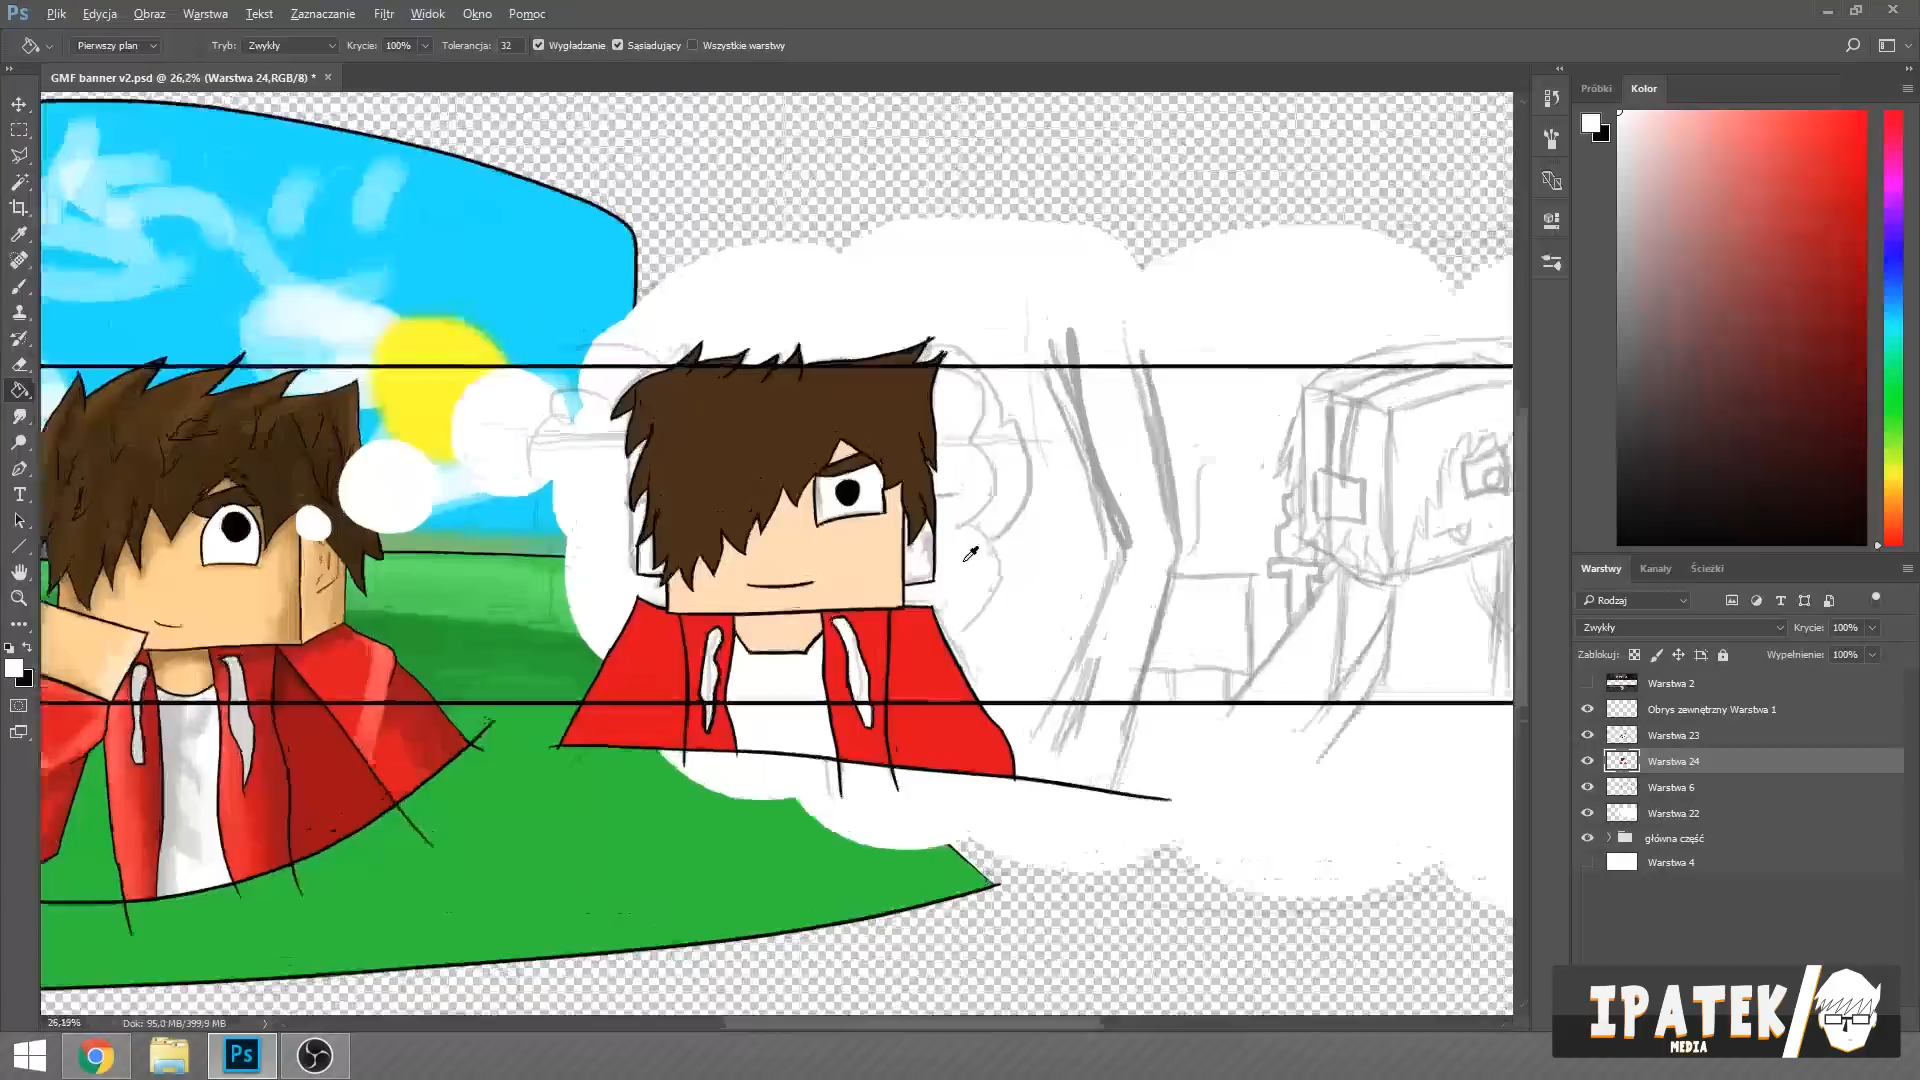 Ps Plik Edycja Obraz Warstwa Tekst Zaznaczanie Filtr Widok Okno Pomoc
Pierwszy plan Tryb: Zwykły Krycie: 100% Tolerancja: 32 Wygładzanie Sąsiadujący Wszystkie warstwy
GMF banner v2.psd @ 26,2% (Warstwa 24,RGB/8) * ×
Próbki Kolor
Warstwy Kanały Ścieżki
Rodzaj
Zwykły Krycie: 100%
Zablokuj: Wypełnienie: 100%
Warstwa 2
Obrys zewnętrzny Warstwa 1
Warstwa 23
Warstwa 24
Warstwa 6
Warstwa 22
główna część
Warstwa 4
26,19% Dok: 95,0 MB/399,9 MB
Ps
IPATEK/
MEDIA